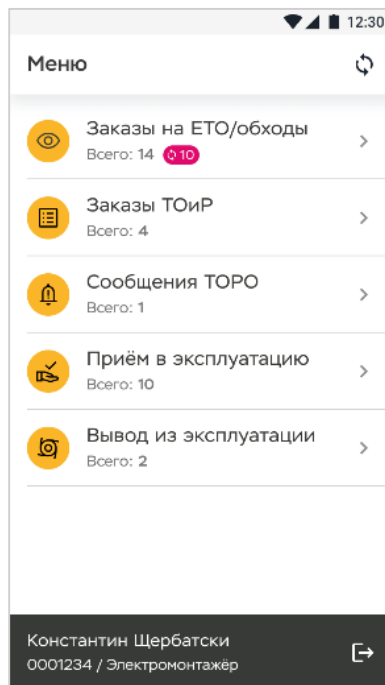 12:30
Меню
Заказы на ЕТО/обходы
Всего: 14 10
Заказы ТОиР
Всего: 4
Сообщения ТОРО
Всего: 1
Приём в эксплуатацию
Всего: 10
Вывод из эксплуатации
Всего: 2
Константин Щербатски
0001234 / Электромонтажёр